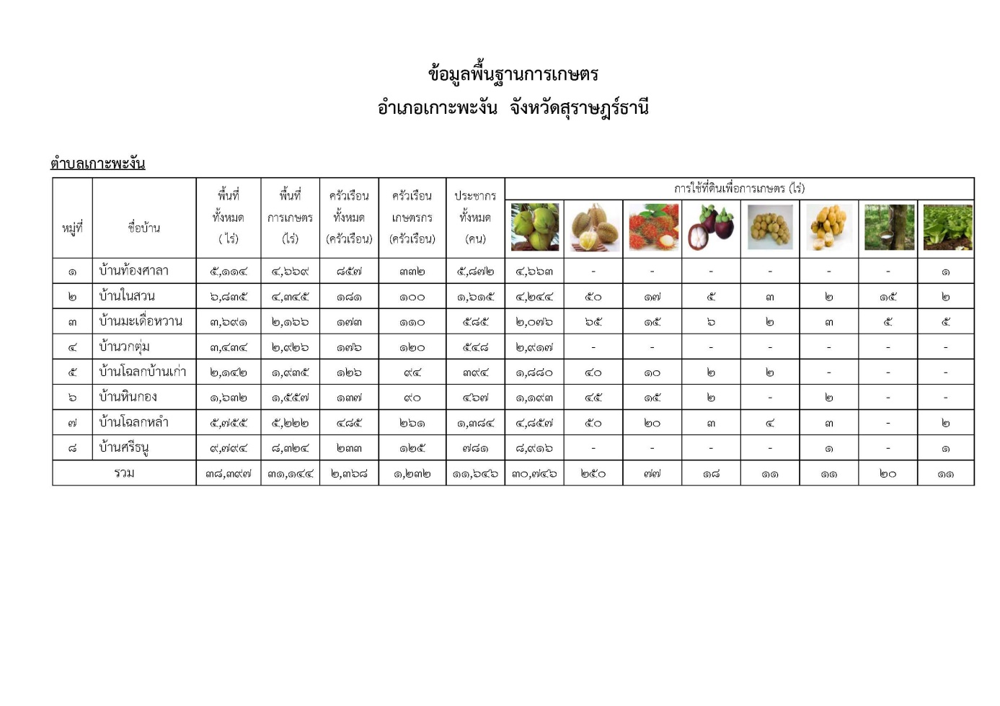 ข้อมูลพื้นฐานการเกษตร
อำเภอเกาะพะงัน จังหวัดสุราษฎร์ธานี
ตำบลเกาะพะงัน
หมู่ที่ ชื่อบ้าน พื้นที่ทั้งหมด ( ไร่) พื้นที่การเกษตร (ไร่) ครัวเรือนทั้งหมด (ครัวเรือน) ครัวเรือนเกษตรกร (ครัวเรือน) ประชากรทั้งหมด (คน) การใช้ที่ดินเพื่อการเกษตร (ไร่)
๑ บ้านท้องศาลา ๕,๑๑๔ ๔,๖๖๙ ๘๕๗ ๓๓๒ ๕,๘๗๒ ๔,๖๖๓ - - - - - - ๑
๒ บ้านในสวน ๖,๘๓๕ ๔,๓๔๕ ๑๘๑ ๑๐๐ ๑,๖๑๕ ๔,๒๔๔ ๕๐ ๑๗ ๕ ๓ ๒ ๑๕ ๒
๓ บ้านมะเดื่อหวาน ๓,๖๙๑ ๒,๑๖๖ ๑๗๓ ๑๑๐ ๕๘๕ ๒,๐๗๖ ๖๕ ๑๕ ๖ ๒ ๓ ๕ ๕
๔ บ้านวกตุ่ม ๓,๔๓๔ ๒,๙๒๖ ๑๗๖ ๑๒๐ ๕๔๘ ๒,๙๑๗ - - - - - - -
๕ บ้านโฉลกบ้านเก่า ๒,๑๔๒ ๑,๙๓๕ ๑๒๖ ๙๔ ๓๙๔ ๑,๘๘๐ ๔๐ ๑๐ ๒ ๒ - - -
๖ บ้านหินกอง ๑,๖๓๒ ๑,๕๕๗ ๑๓๗ ๙๐ ๔๖๗ ๑,๑๙๓ ๔๕ ๑๕ ๒ - ๒ - -
๗ บ้านโฉลกหลำ ๕,๗๕๕ ๕,๒๒๒ ๔๘๕ ๒๖๑ ๑,๓๘๔ ๔,๘๕๗ ๕๐ ๒๐ ๓ ๔ ๓ - ๒
๘ บ้านศรีธนู ๙,๗๙๔ ๘,๓๒๔ ๒๓๓ ๑๒๕ ๗๘๑ ๘,๙๑๖ - - - - ๑ - ๑
รวม ๓๘,๓๙๗ ๓๑,๑๔๔ ๒,๓๖๘ ๑,๒๓๒ ๑๑,๖๔๖ ๓๐,๗๔๖ ๒๕๐ ๗๗ ๑๘ ๑๑ ๑๑ ๒๐ ๑๑